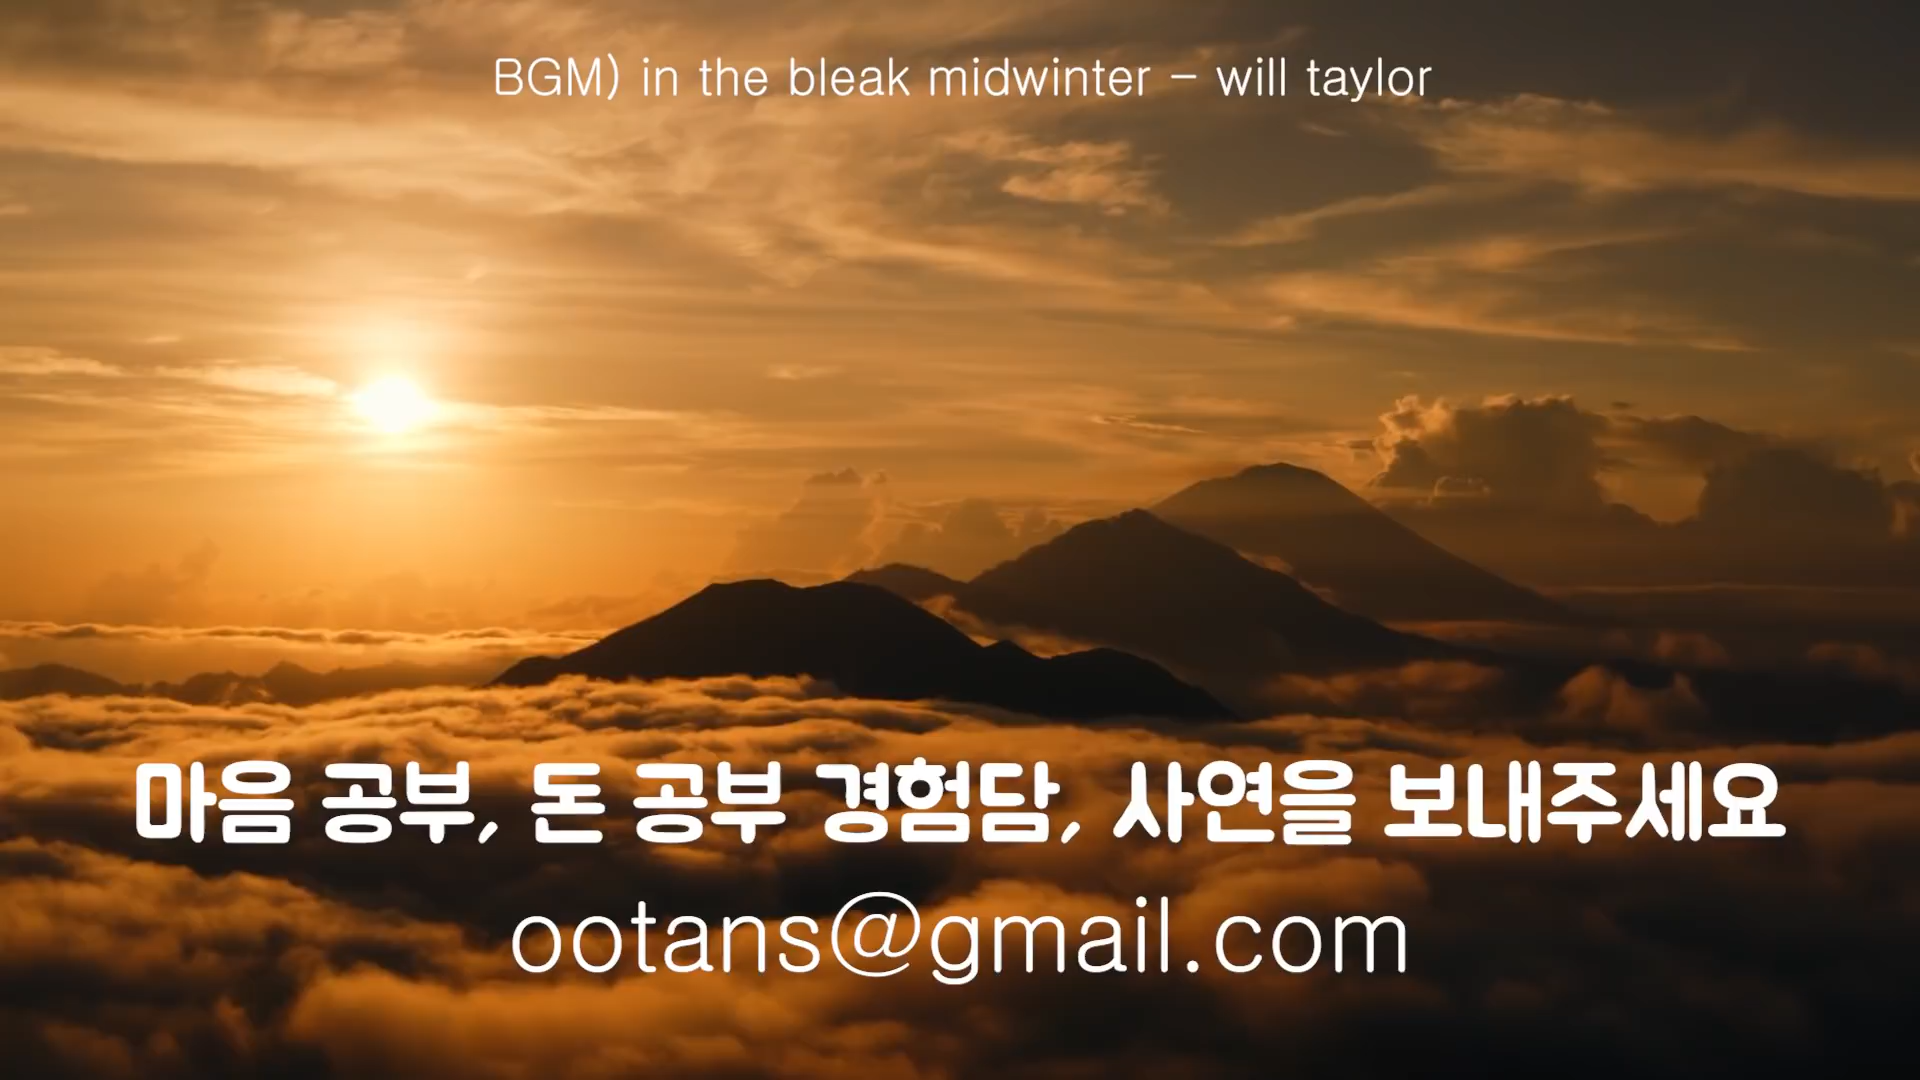 BGM) in the bleak midwinter - will taylor
마음 공부, 돈 공부 경험담, 사연을 보내주세요
ootans@gmail.com